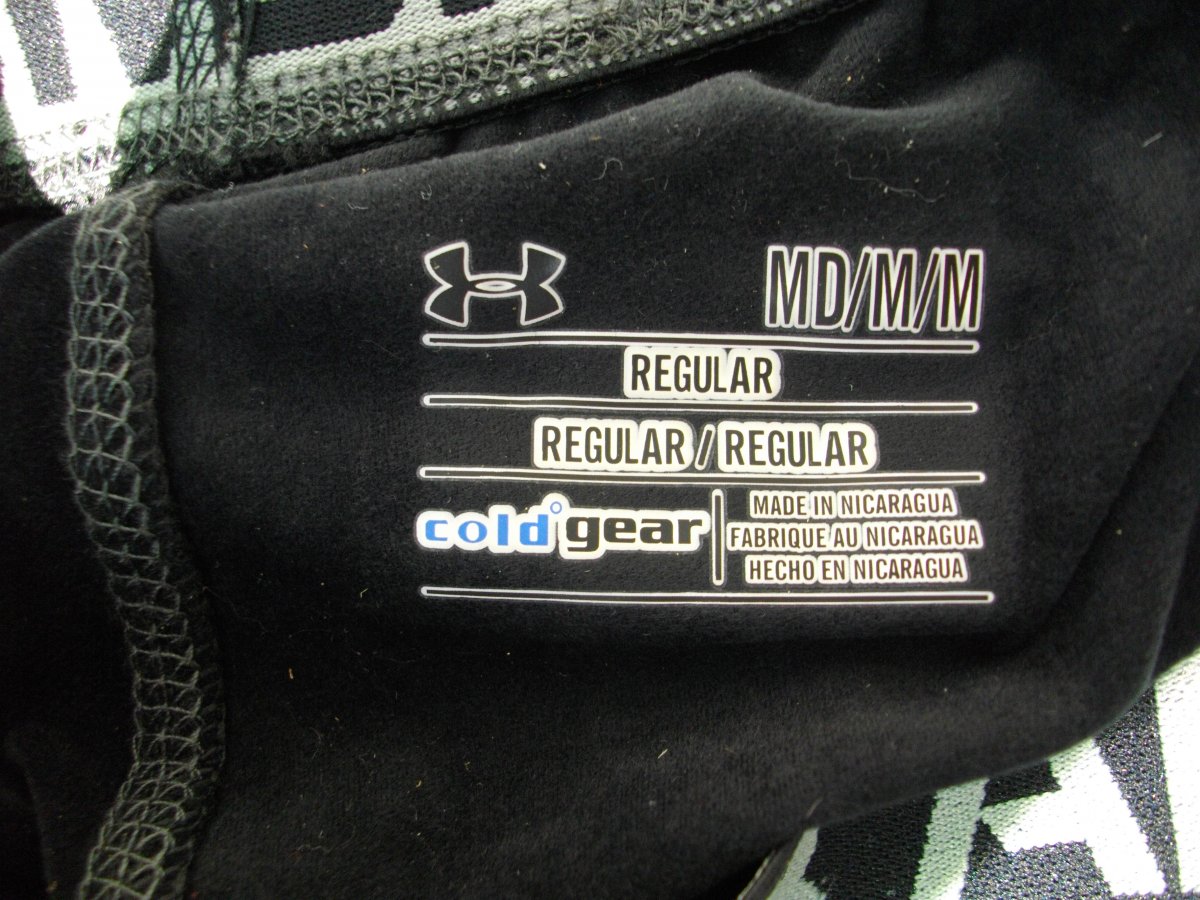 MD/M/M
REGULAR
REGULAR / REGULAR
cold°gear
MADE IN NICARAGUA
FABRIQUE AU NICARAGUA
HECHO EN NICARAGUA